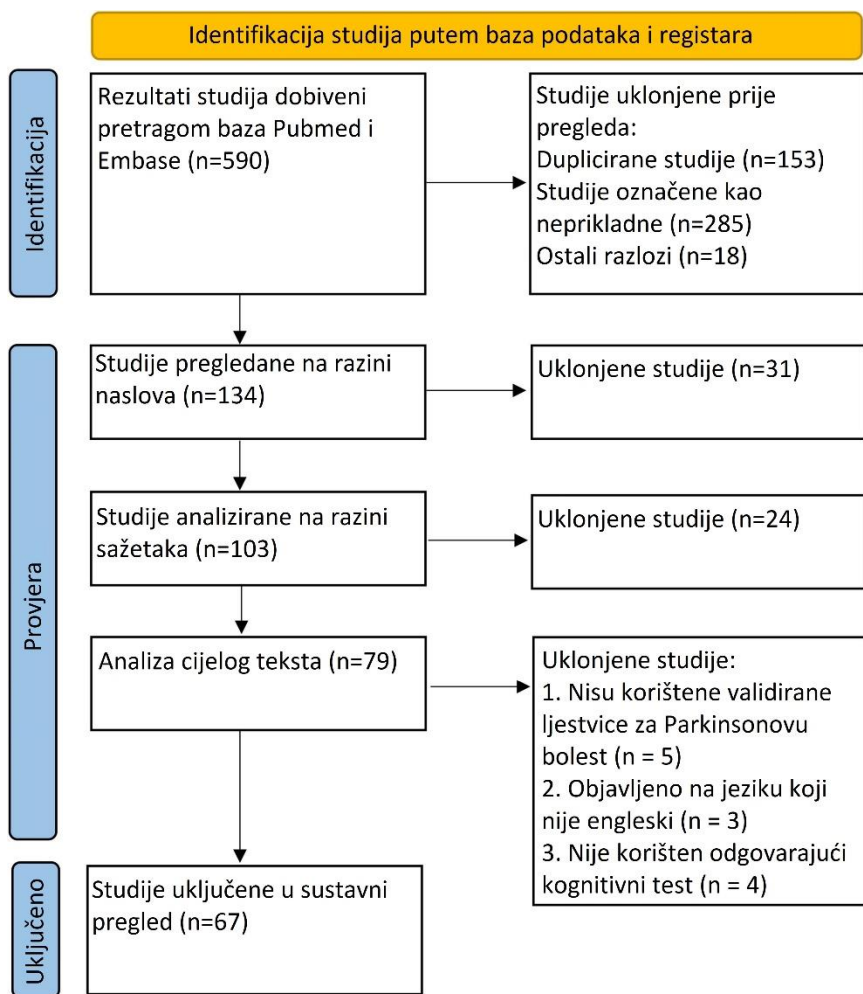 Identifikacija studija putem baza podataka i registara
Identifikacija
Rezultati studija dobiveni
pretragom baza Pubmed i
Embase (n=590)
Studije uklonjene prije
pregleda:
Duplicirane studije (n=153)
Studije označene kao
neprikladne (n=285)
Ostali razlozi (n=18)
Provjera
Studije pregledane na razini
naslova (n=134)
Uklonjene studije (n=31)
Studije analizirane na razini
sažetaka (n=103)
Uklonjene studije (n=24)
Analiza cijelog teksta (n=79)
Uklonjene studije:
1. Nisu korištene validirane
ljestvice za Parkinsonovu
bolest (n = 5)
2. Objavljeno na jeziku koji
nije engleski (n = 3)
3. Nije korišten odgovarajući
kognitivni test (n = 4)
Uključeno
Studije uključene u sustavni
pregled (n=67)